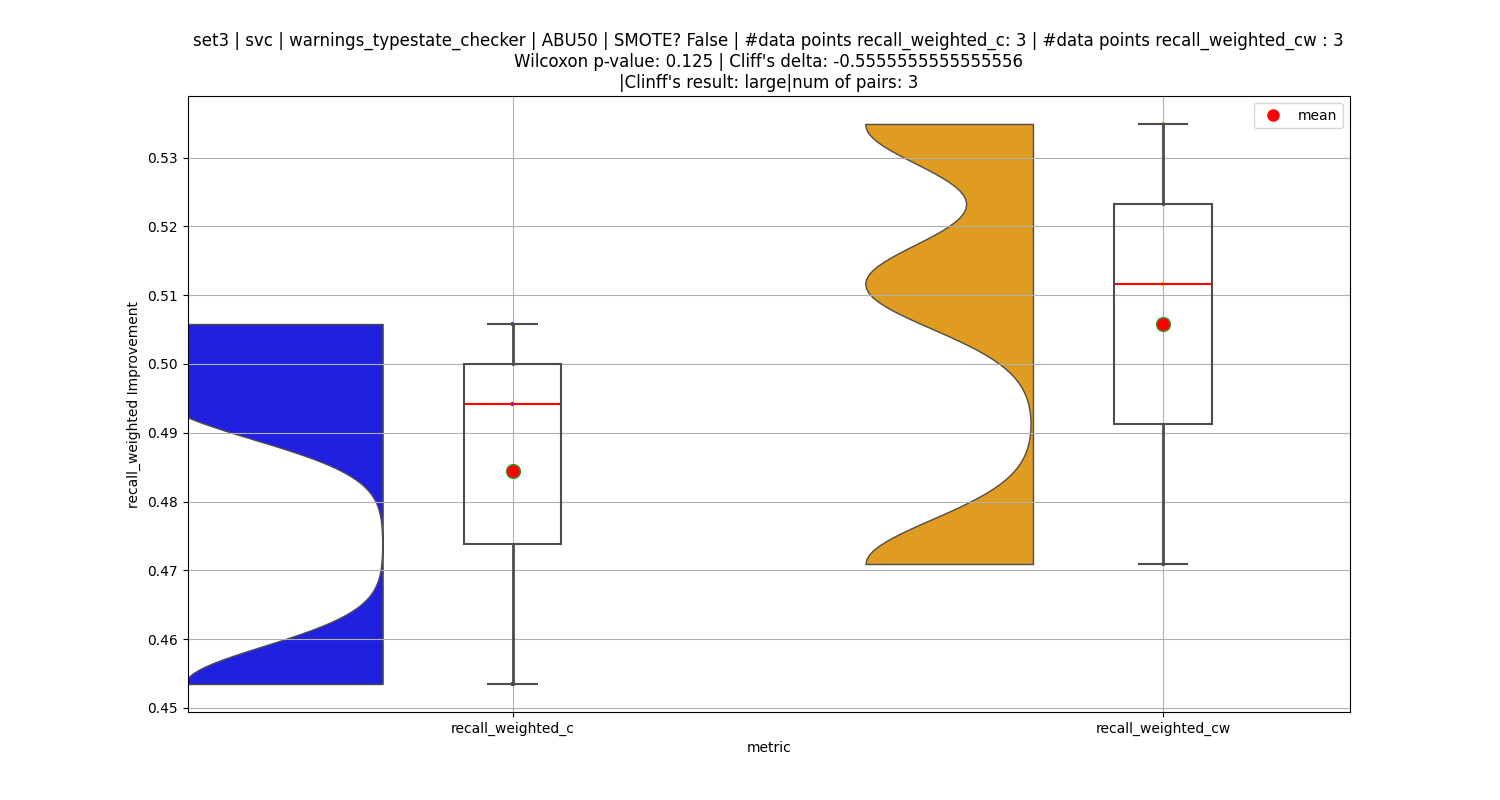 set3 | svc | warnings_typestate_checker | ABU50 | SMOTE? False | #data points recall_weighted_c: 3 | #data points recall_weighted_cw : 3
Wilcoxon p-value: 0.125 | Cliff's delta: -0.5555555555555556
|Clinff's result: large|num of pairs: 3
mean
0.53
0.52
0.51
0.50
0.49
0.48
0.47
0.46
0.45
recall_weighted Improvement
recall_weighted_c
recall_weighted_cw
metric